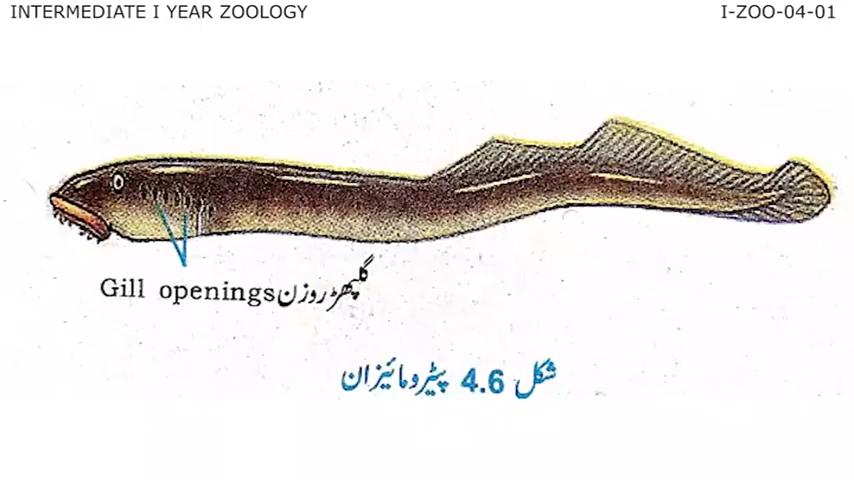 INTERMEDIATE I YEAR ZOOLOGY I-ZOO-04-01
Gill openings گلپھڑ روزن
شکل 4.6 پیٹرومائیزان